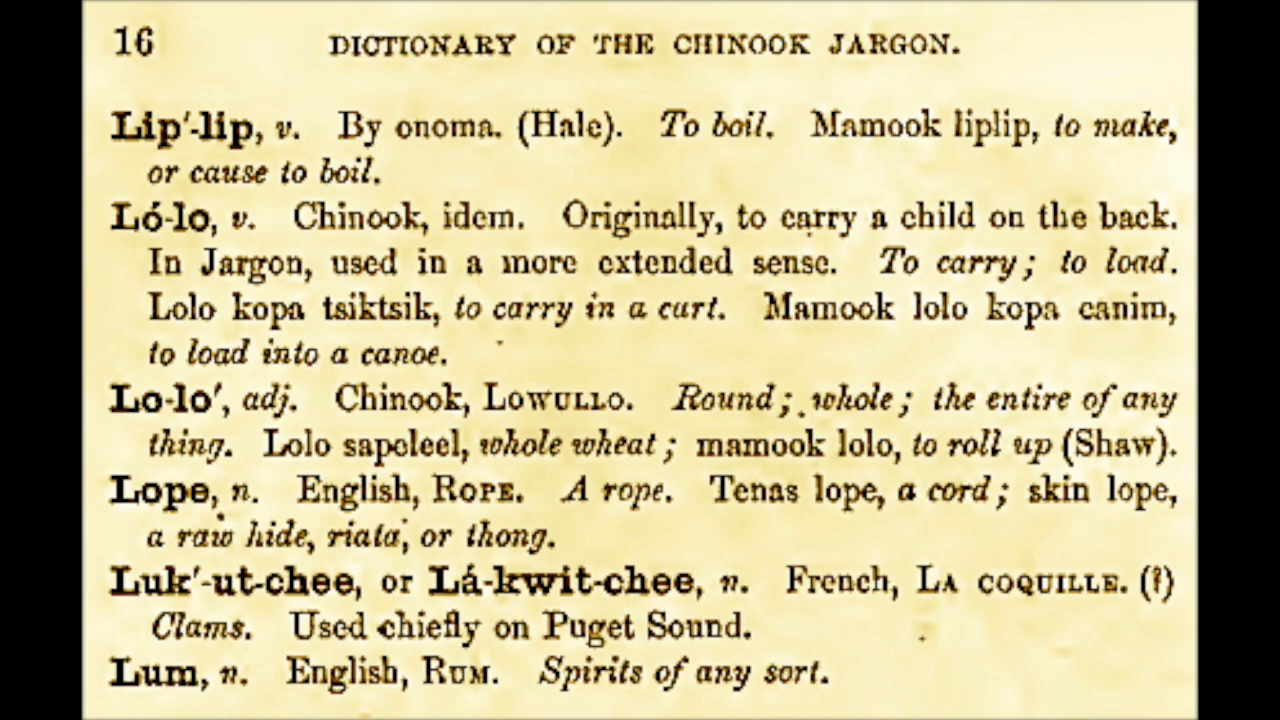 16 DICTIONARY OF THE CHINOOK JARGON.
Lip'-lip, v. By onoma. (Hale). To boil. Mamook liplip, to make,
or cause to boil.
Ló-lo, v. Chinook, idem. Originally, to carry a child on the back.
In Jargon, used in a more extended sense. To carry; to load.
Lolo kopa tsiktsik, to carry in a cart. Mamook lolo kopa canim,
to load into a canoe.
Lo-lo', adj. Chinook, LOWULLO. Round; whole; the entire of any
thing. Lolo sapeleel, whole wheat; mamook lolo, to roll up (Shaw).
Lope, n. English, ROPE. A rope. Tenas lope, a cord; skin lope,
a raw hide, riata, or thong.
Luk'-ut-chee, or Lá-kwit-chee, n. French, LA COQUILLE. (?)
Clams. Used chiefly on Puget Sound.
Lum, n. English, RUM. Spirits of any sort.